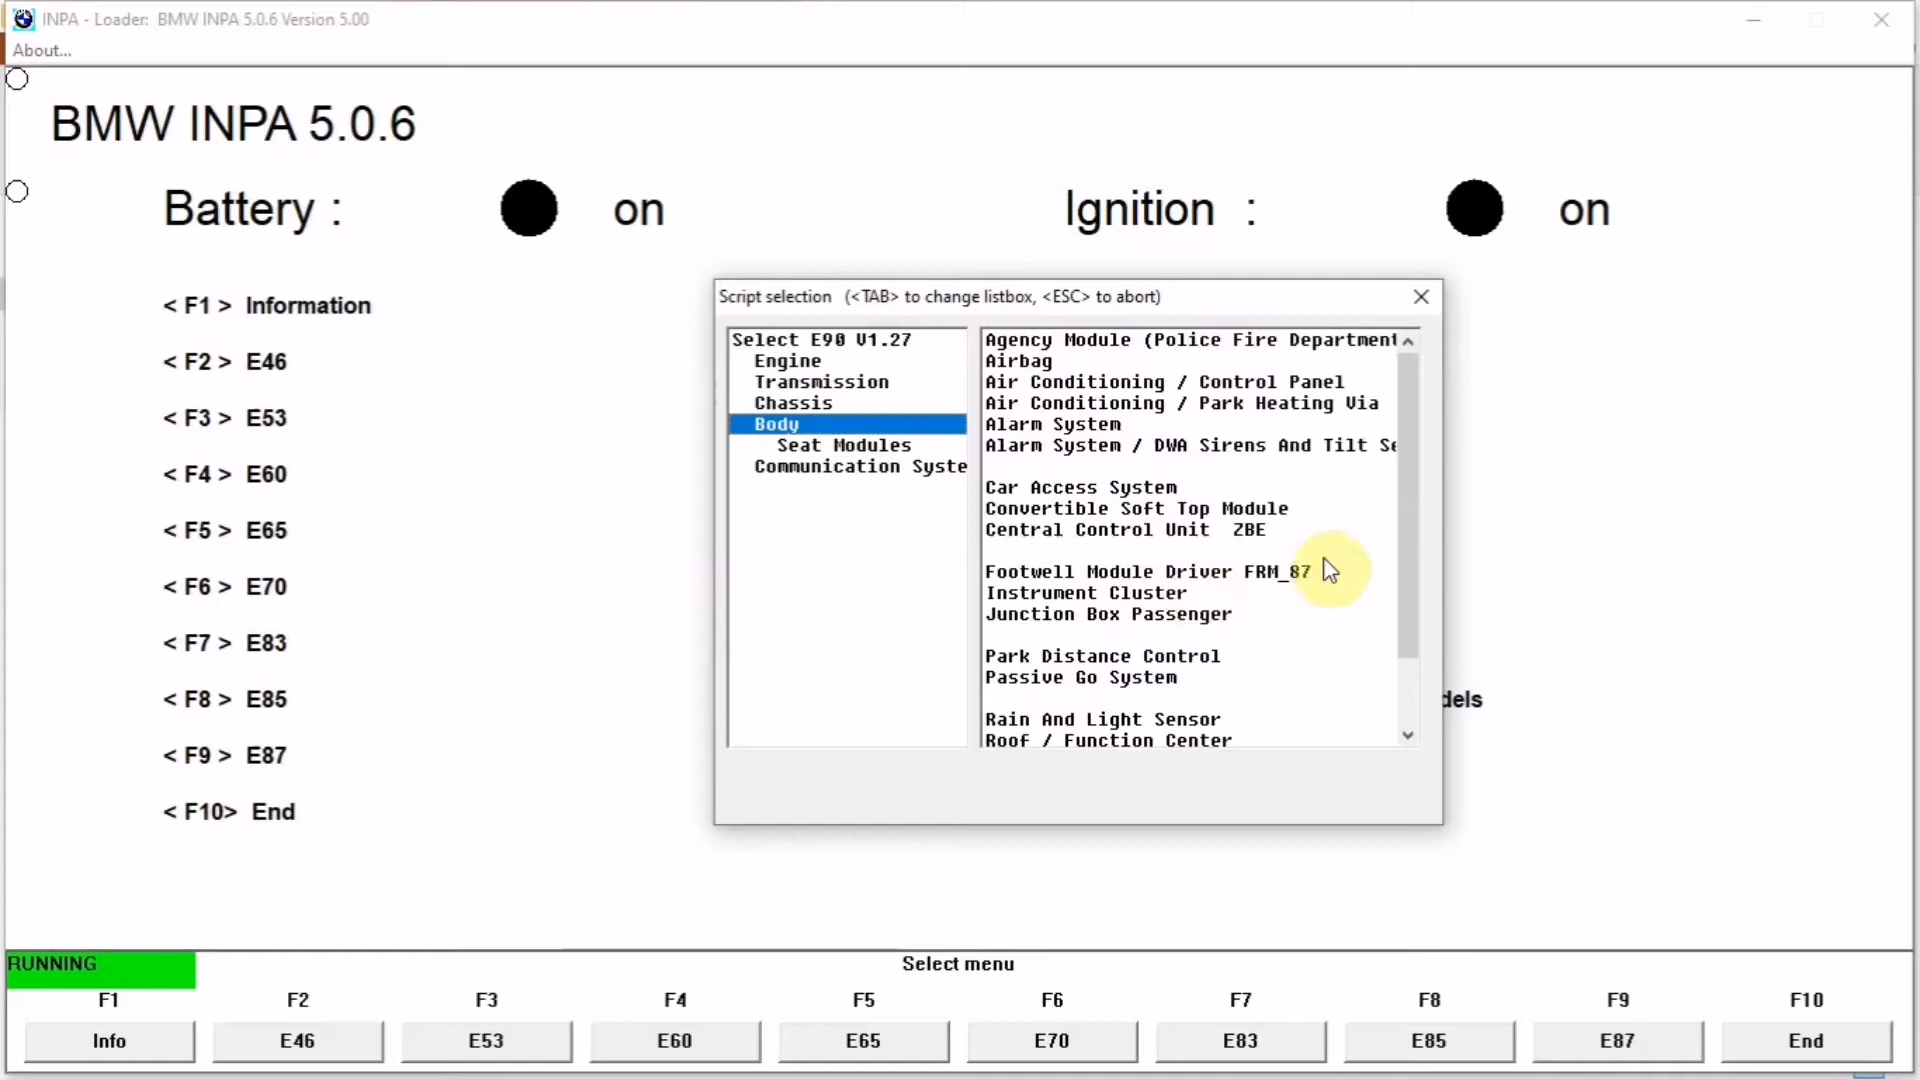 INPA - Loader: BMW INPA 5.0.6 Version 5.00
About...
BMW INPA 5.0.6
Battery : on Ignition : on
< F1 > Information
< F2 > E46
< F3 > E53
< F4 > E60
< F5 > E65
< F6 > E70
< F7 > E83
< F8 > E85
< F9 > E87
< F10> End
dels
Script selection (<TAB> to change listbox, <ESC> to abort)
Select E90 V1.27
Engine
Transmission
Chassis
Body
Seat Modules
Communication Syste
Agency Module (Police Fire Department
Airbag
Air Conditioning / Control Panel
Air Conditioning / Park Heating Via
Alarm System
Alarm System / DWA Sirens And Tilt Se
Car Access System
Convertible Soft Top Module
Central Control Unit ZBE
Footwell Module Driver FRM_87
Instrument Cluster
Junction Box Passenger
Park Distance Control
Passive Go System
Rain And Light Sensor
Roof / Function Center
RUNNING
Select menu
F1 F2 F3 F4 F5 F6 F7 F8 F9 F10
Info E46 E53 E60 E65 E70 E83 E85 E87 End